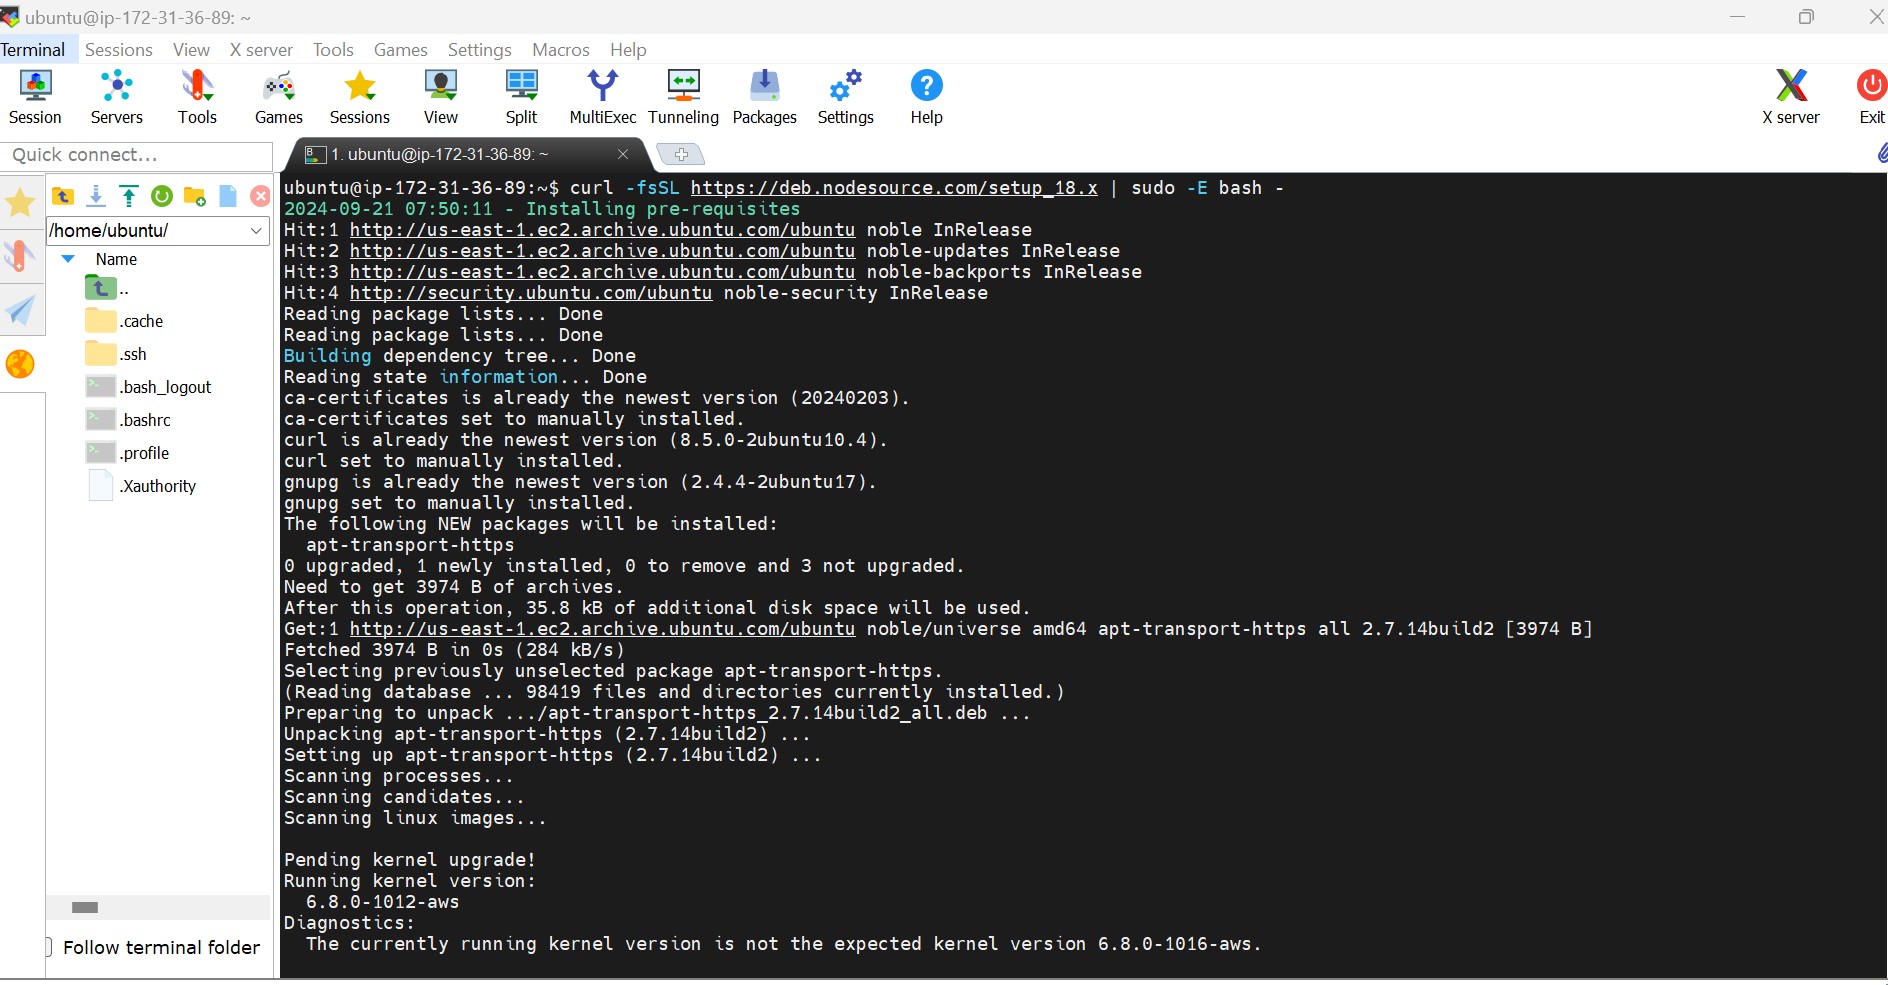 ubuntu@ip-172-31-36-89: ~
Terminal Sessions View X server Tools Games Settings Macros Help
Session Servers Tools Games Sessions View Split MultiExec Tunneling Packages Settings Help X server Exit
Quick connect...
1. ubuntu@ip-172-31-36-89: ~
/home/ubuntu/
Name
..
.cache
.ssh
.bash_logout
.bashrc
.profile
.Xauthority
Follow terminal folder
ubuntu@ip-172-31-36-89:~$ curl -fsSL https://deb.nodesource.com/setup_18.x | sudo -E bash -
2024-09-21 07:50:11 - Installing pre-requisites
Hit:1 http://us-east-1.ec2.archive.ubuntu.com/ubuntu noble InRelease
Hit:2 http://us-east-1.ec2.archive.ubuntu.com/ubuntu noble-updates InRelease
Hit:3 http://us-east-1.ec2.archive.ubuntu.com/ubuntu noble-backports InRelease
Hit:4 http://security.ubuntu.com/ubuntu noble-security InRelease
Reading package lists... Done
Reading package lists... Done
Building dependency tree... Done
Reading state information... Done
ca-certificates is already the newest version (20240203).
ca-certificates set to manually installed.
curl is already the newest version (8.5.0-2ubuntu10.4).
curl set to manually installed.
gnupg is already the newest version (2.4.4-2ubuntu17).
gnupg set to manually installed.
The following NEW packages will be installed:
  apt-transport-https
0 upgraded, 1 newly installed, 0 to remove and 3 not upgraded.
Need to get 3974 B of archives.
After this operation, 35.8 kB of additional disk space will be used.
Get:1 http://us-east-1.ec2.archive.ubuntu.com/ubuntu noble/universe amd64 apt-transport-https all 2.7.14build2 [3974 B]
Fetched 3974 B in 0s (284 kB/s)
Selecting previously unselected package apt-transport-https.
(Reading database ... 98419 files and directories currently installed.)
Preparing to unpack .../apt-transport-https_2.7.14build2_all.deb ...
Unpacking apt-transport-https (2.7.14build2) ...
Setting up apt-transport-https (2.7.14build2) ...
Scanning processes...
Scanning candidates...
Scanning linux images...
Pending kernel upgrade!
Running kernel version:
  6.8.0-1012-aws
Diagnostics:
  The currently running kernel version is not the expected kernel version 6.8.0-1016-aws.